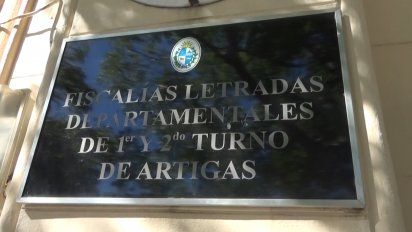 FISCALIAS LETRADAS
DEPARTAMENTALES
DE 1er Y 2do TURNO
DE ARTIGAS